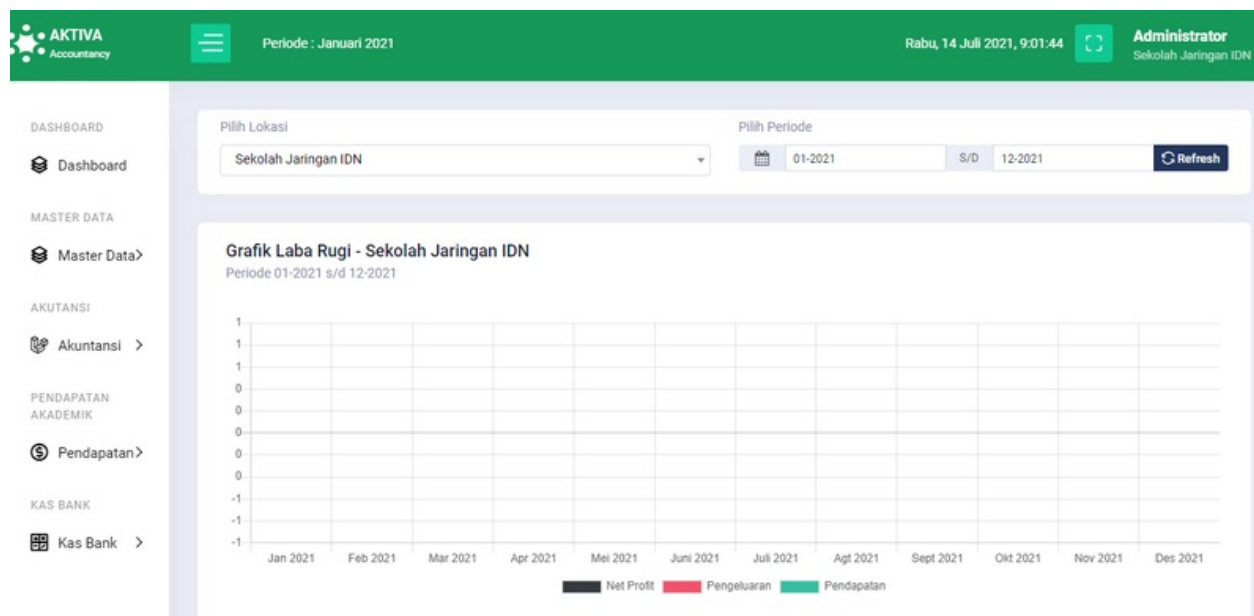 AKTIVA
Accountancy
Periode : Januari 2021
Rabu, 14 Juli 2021, 9:01:44
Administrator
Sekolah Jaringan IDN
DASHBOARD
Dashboard
MASTER DATA
Master Data
AKUTANSI
Akuntansi
PENDAPATAN
AKADEMIK
Pendapatan
KAS BANK
Kas Bank
Pilih Lokasi
Sekolah Jaringan IDN
Pilih Periode
01-2021 S/D 12-2021 Refresh
Grafik Laba Rugi - Sekolah Jaringan IDN
Periode 01-2021 s/d 12-2021
1
1
1
0
0
0
0
0
-1
-1
-1
Jan 2021 Feb 2021 Mar 2021 Apr 2021 Mei 2021 Juni 2021 Juli 2021 Agt 2021 Sept 2021 Okt 2021 Nov 2021 Des 2021
Net Profit Pengeluaran Pendapatan